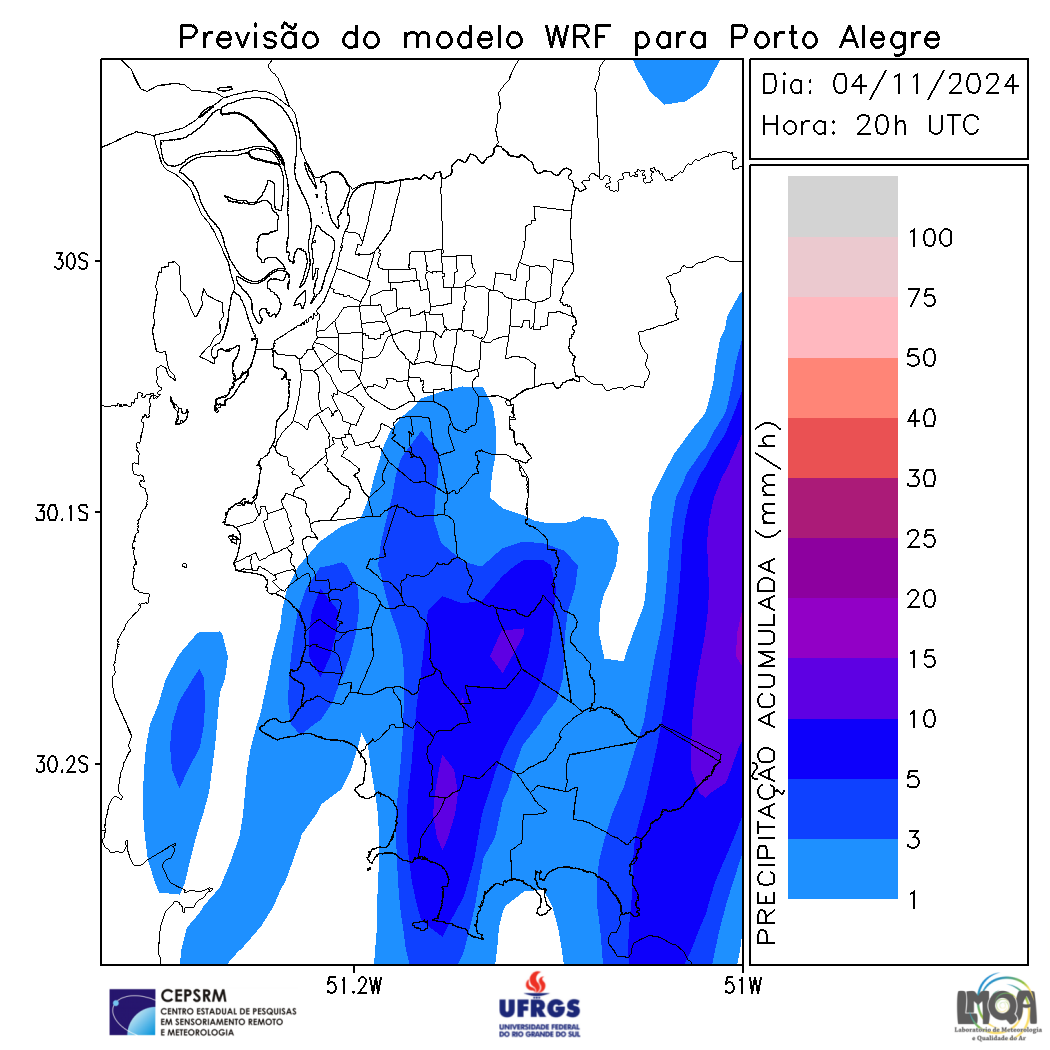 Previsão do modelo WRF para Porto Alegre
Dia: 04/11/2024
Hora: 20h UTC
30S
30.1S
30.2S
51.2W
51W
PRECIPITAÇÃO ACUMULADA (mm/h)
100
75
50
40
30
25
20
15
10
5
3
1
CEPSRM
CENTRO ESTADUAL DE PESQUISAS
EM SENSORIAMENTO REMOTO
E METEOROLOGIA
UFRGS
UNIVERSIDADE FEDERAL
DO RIO GRANDE DO SUL
LMQA
Laboratório de Meteorologia
e Qualidade do Ar